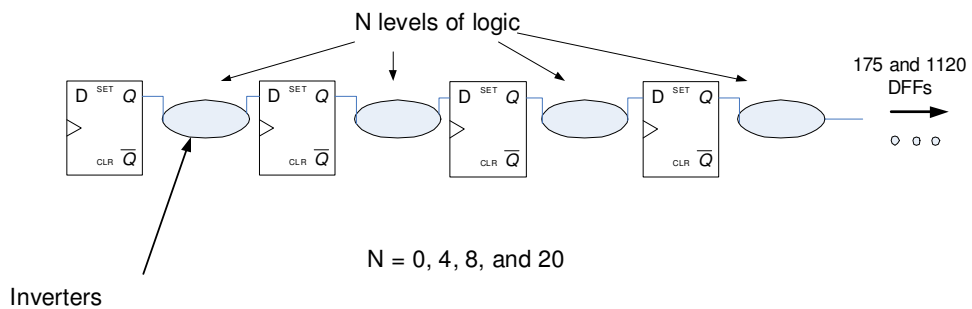 N levels of logic
175 and 1120
DFFs
D SET Q
CLR Q̅
D SET Q
CLR Q̅
D SET Q
CLR Q̅
D SET Q
CLR Q̅
N = 0, 4, 8, and 20
Inverters